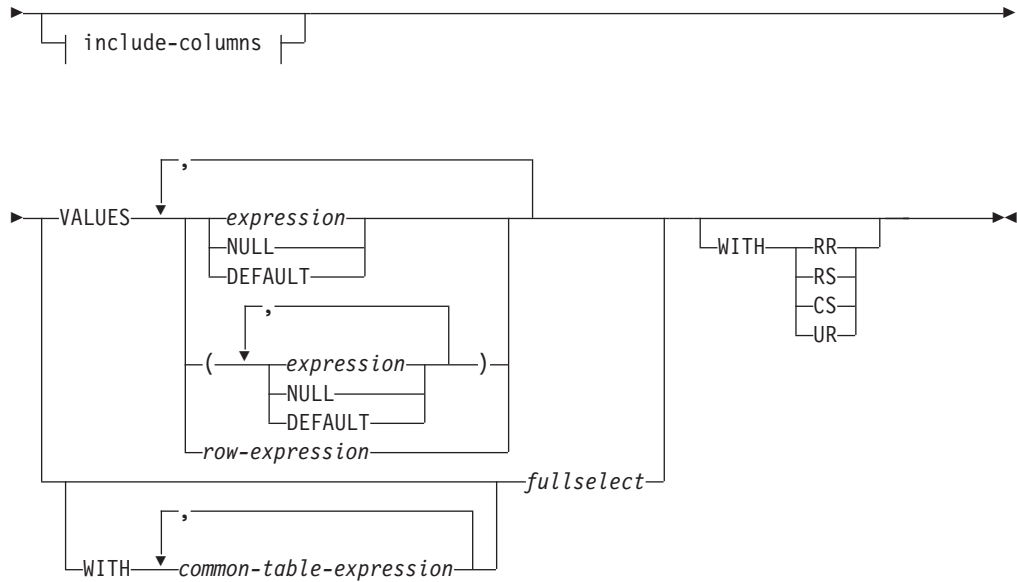 include-columns
,
VALUES expression
NULL
DEFAULT
WITH RR
RS
CS
UR
,
( expression )
NULL
DEFAULT
row-expression
fullselect
,
WITH common-table-expression